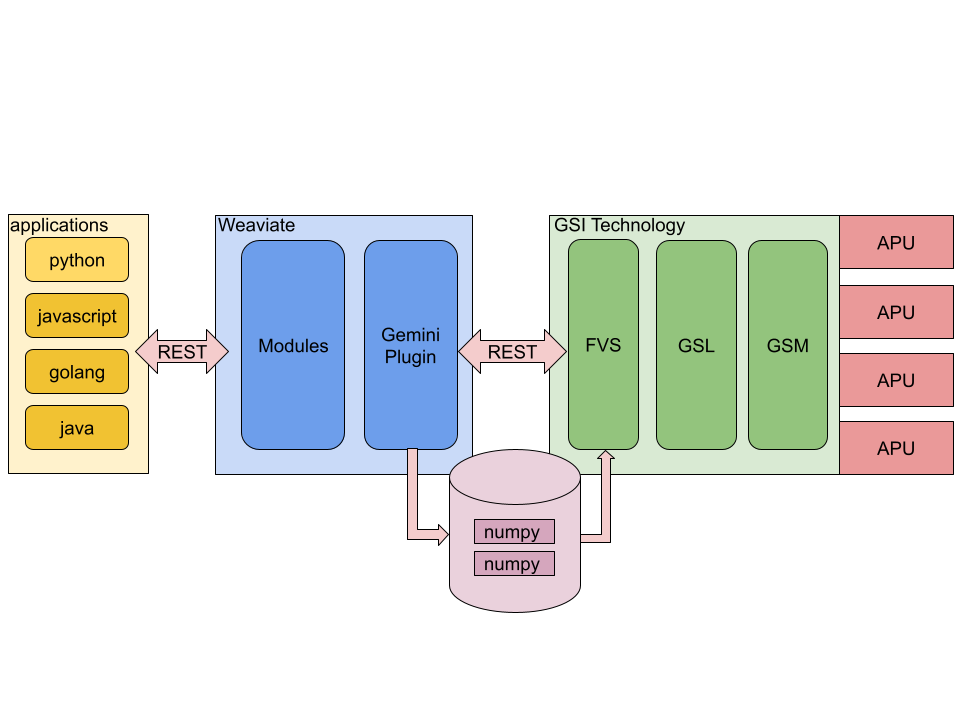 applications
python
javascript
golang
java
REST
Weaviate
Modules
Gemini
Plugin
REST
GSI Technology
FVS
GSL
GSM
APU
APU
APU
APU
numpy
numpy